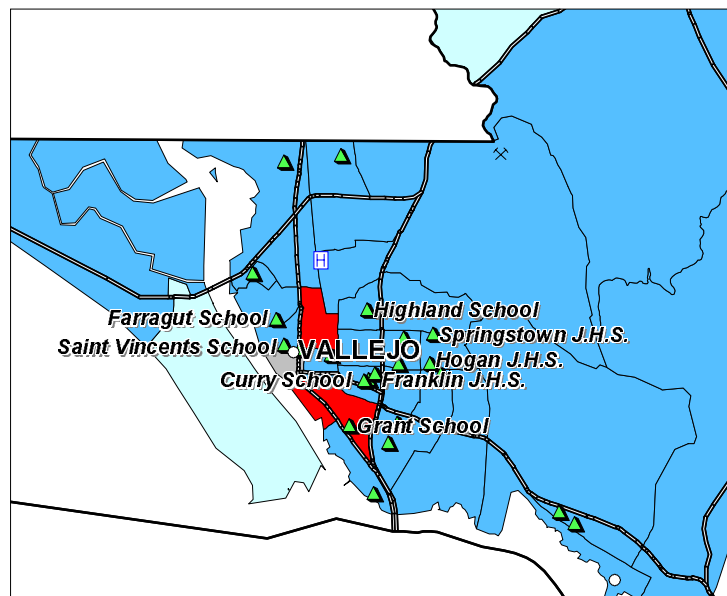 H
Highland School
Farragut School
Springstown J.H.S.
Saint Vincents School
VALLEJO
Hogan J.H.S.
Curry School
Franklin J.H.S.
Grant School